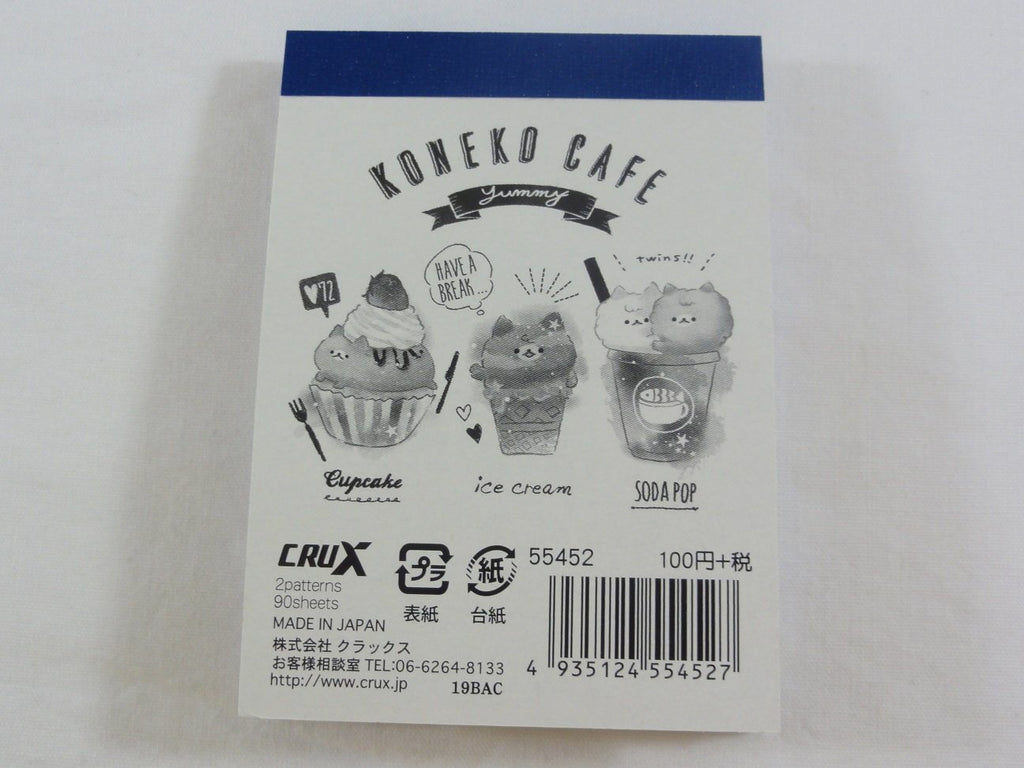 KONEKO CAFE
Yummy
♥72
HAVE A
BREAK...
twins!!
Cupcake
ice cream
SODA POP
CRUX
2patterns
90sheets
MADE IN JAPAN
株式会社 クラックス
お客様相談室 TEL:06-6264-8133
http://www.crux.jp
19BAC
プラ
表紙
紙
台紙
55452
100円+税
4 935124 554527